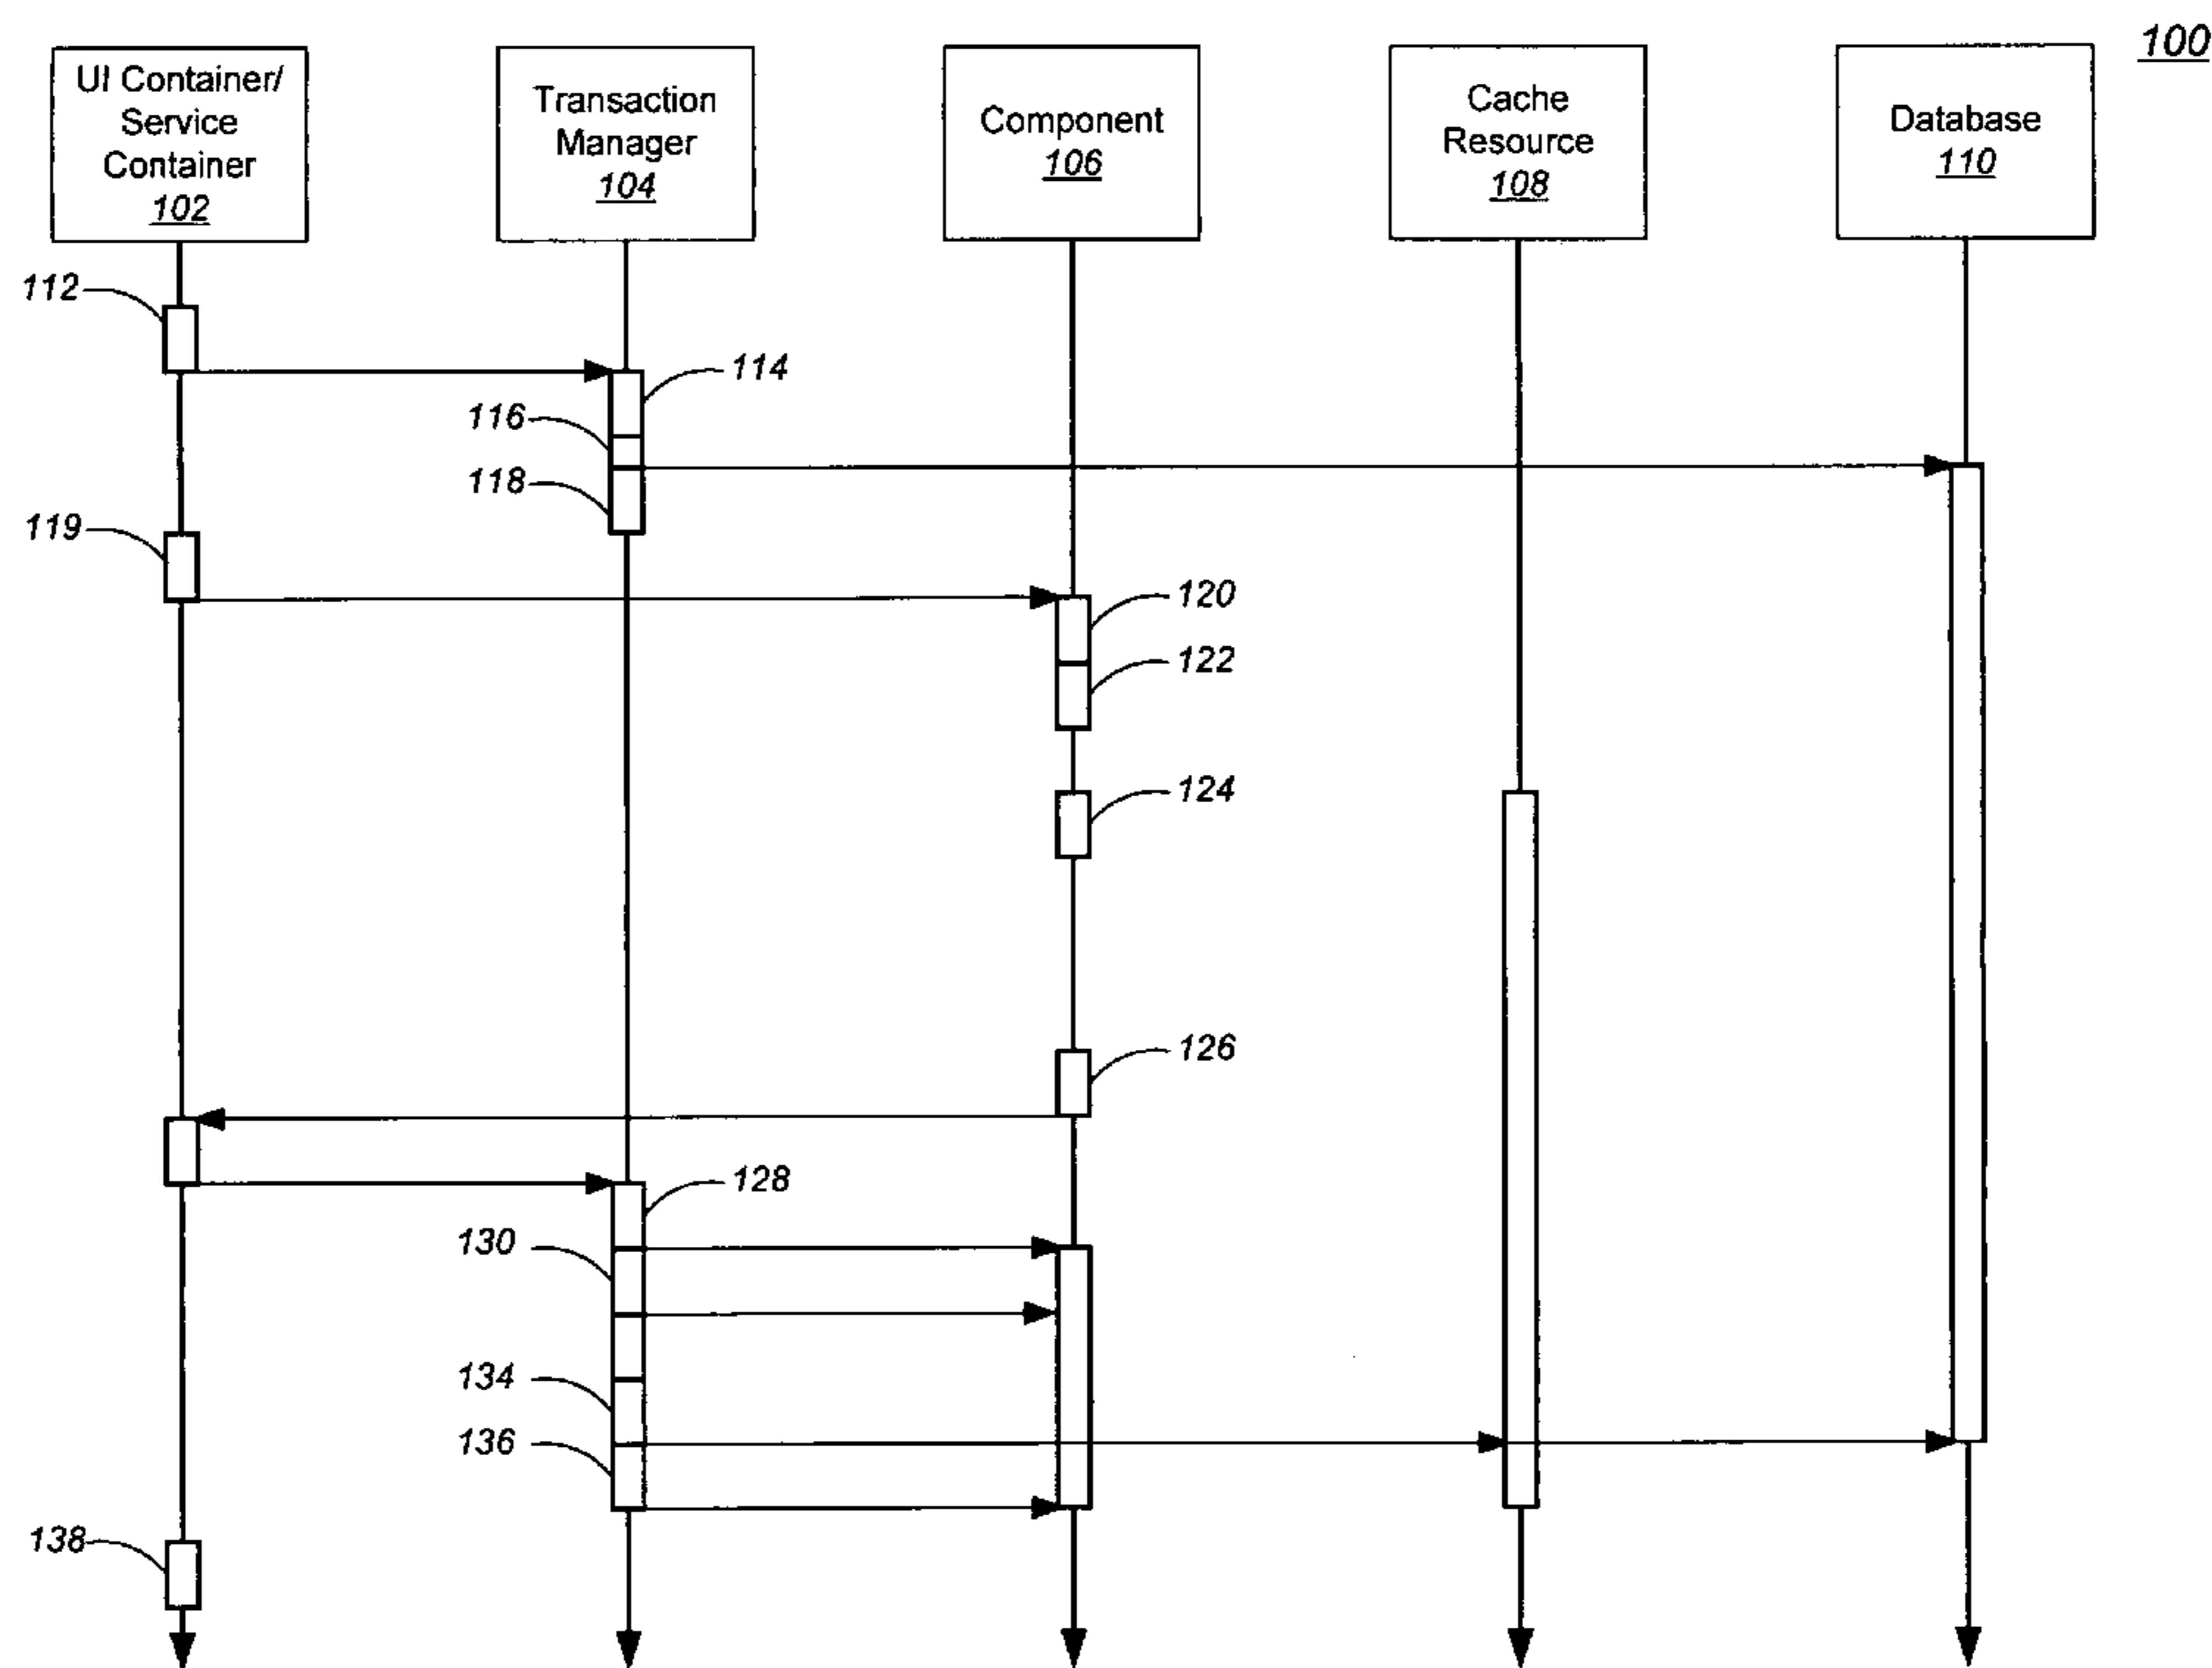 100
UI Container/
Service
Container
102
Transaction
Manager
104
Component
106
Cache
Resource
108
Database
110
112
114
116
118
119
120
122
124
126
128
130
134
136
138